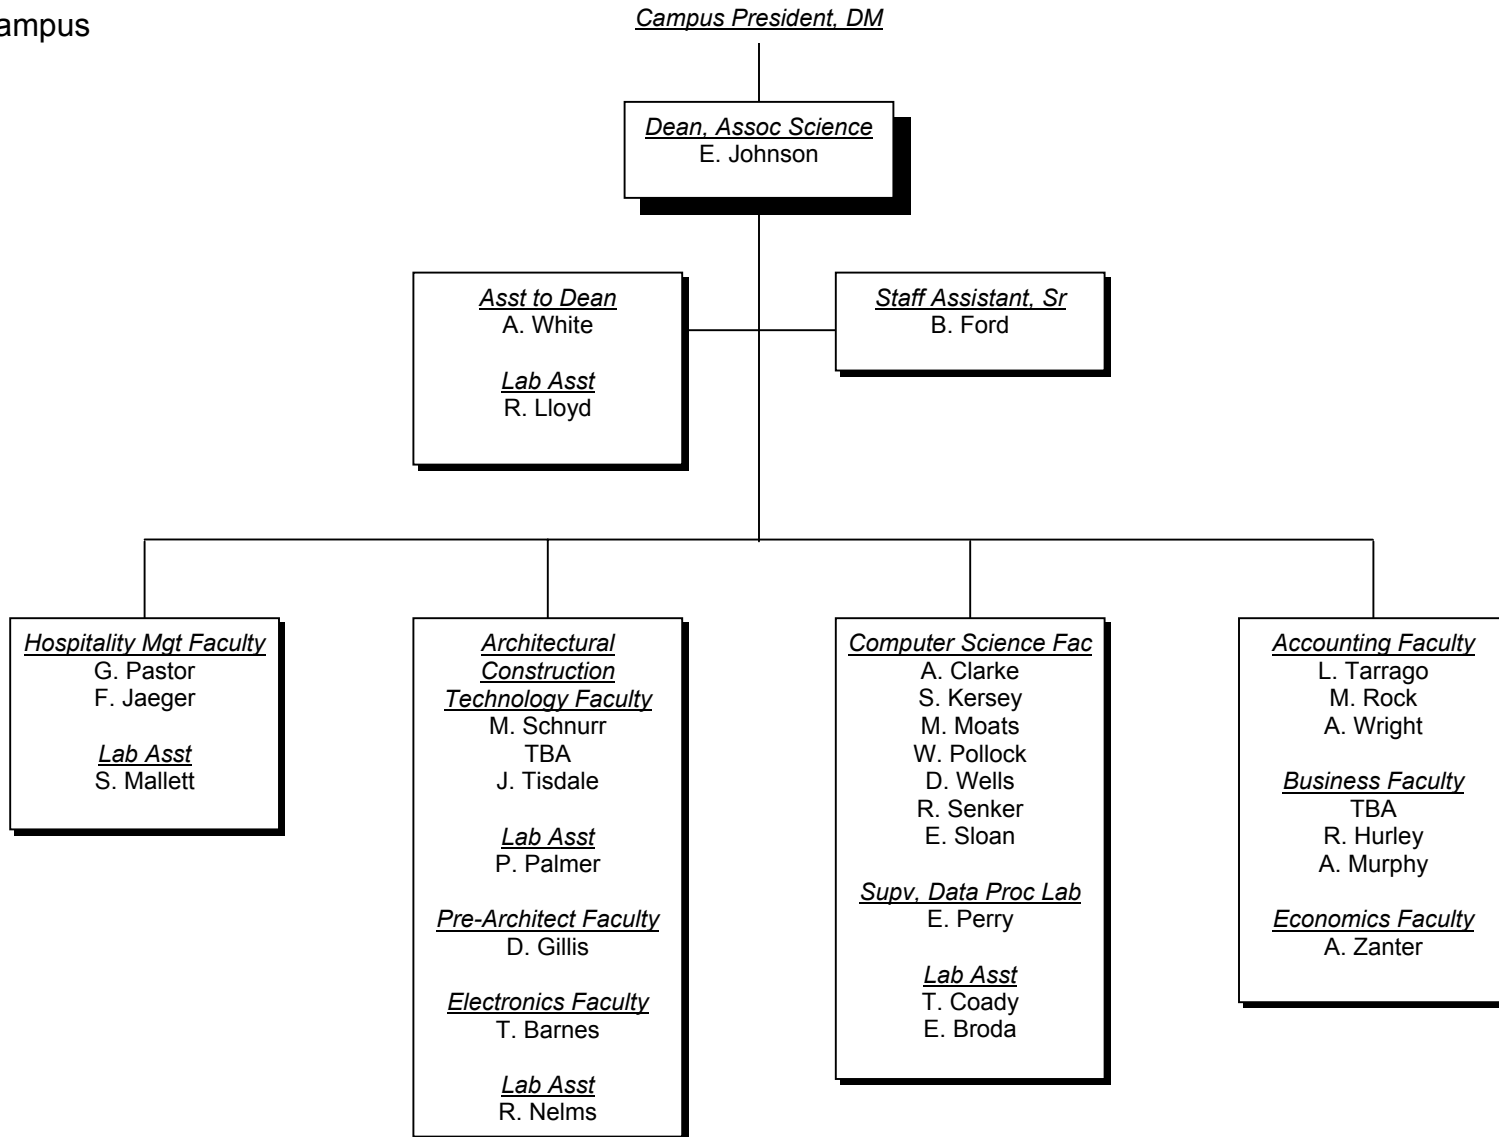 ampus
Campus President, DM
Dean, Assoc Science
E. Johnson
Asst to Dean
A. White
Lab Asst
R. Lloyd
Staff Assistant, Sr
B. Ford
Hospitality Mgt Faculty
G. Pastor
F. Jaeger
Lab Asst
S. Mallett
Architectural
Construction
Technology Faculty
M. Schnurr
TBA
J. Tisdale
Lab Asst
P. Palmer
Pre-Architect Faculty
D. Gillis
Electronics Faculty
T. Barnes
Lab Asst
R. Nelms
Computer Science Fac
A. Clarke
S. Kersey
M. Moats
W. Pollock
D. Wells
R. Senker
E. Sloan
Supv, Data Proc Lab
E. Perry
Lab Asst
T. Coady
E. Broda
Accounting Faculty
L. Tarrago
M. Rock
A. Wright
Business Faculty
TBA
R. Hurley
A. Murphy
Economics Faculty
A. Zanter